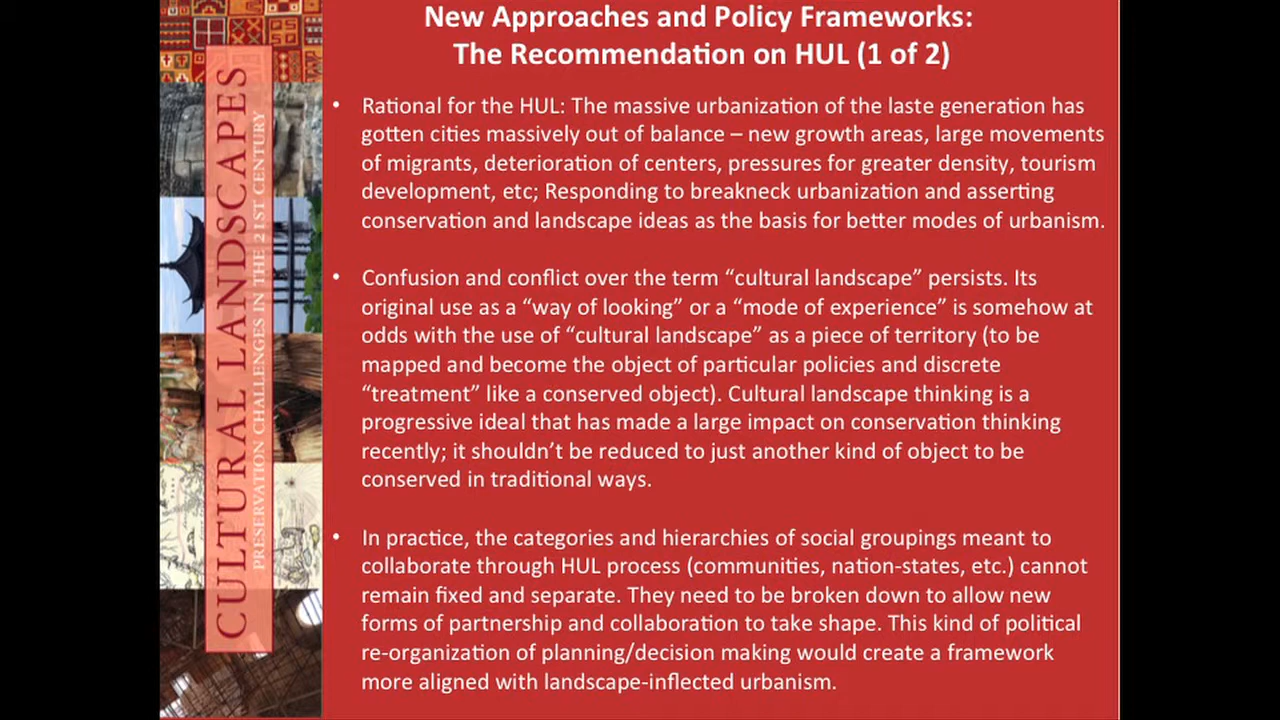 CULTURAL LANDSCAPES
PRESERVATION CHALLENGES IN THE 21ST CENTURY
New Approaches and Policy Frameworks:
The Recommendation on HUL (1 of 2)
• Rational for the HUL: The massive urbanization of the laste generation has
gotten cities massively out of balance – new growth areas, large movements
of migrants, deterioration of centers, pressures for greater density, tourism
development, etc; Responding to breakneck urbanization and asserting
conservation and landscape ideas as the basis for better modes of urbanism.
• Confusion and conflict over the term “cultural landscape” persists. Its
original use as a “way of looking” or a “mode of experience” is somehow at
odds with the use of “cultural landscape” as a piece of territory (to be
mapped and become the object of particular policies and discrete
“treatment” like a conserved object). Cultural landscape thinking is a
progressive ideal that has made a large impact on conservation thinking
recently; it shouldn’t be reduced to just another kind of object to be
conserved in traditional ways.
• In practice, the categories and hierarchies of social groupings meant to
collaborate through HUL process (communities, nation-states, etc.) cannot
remain fixed and separate. They need to be broken down to allow new
forms of partnership and collaboration to take shape. This kind of political
re-organization of planning/decision making would create a framework
more aligned with landscape-inflected urbanism.